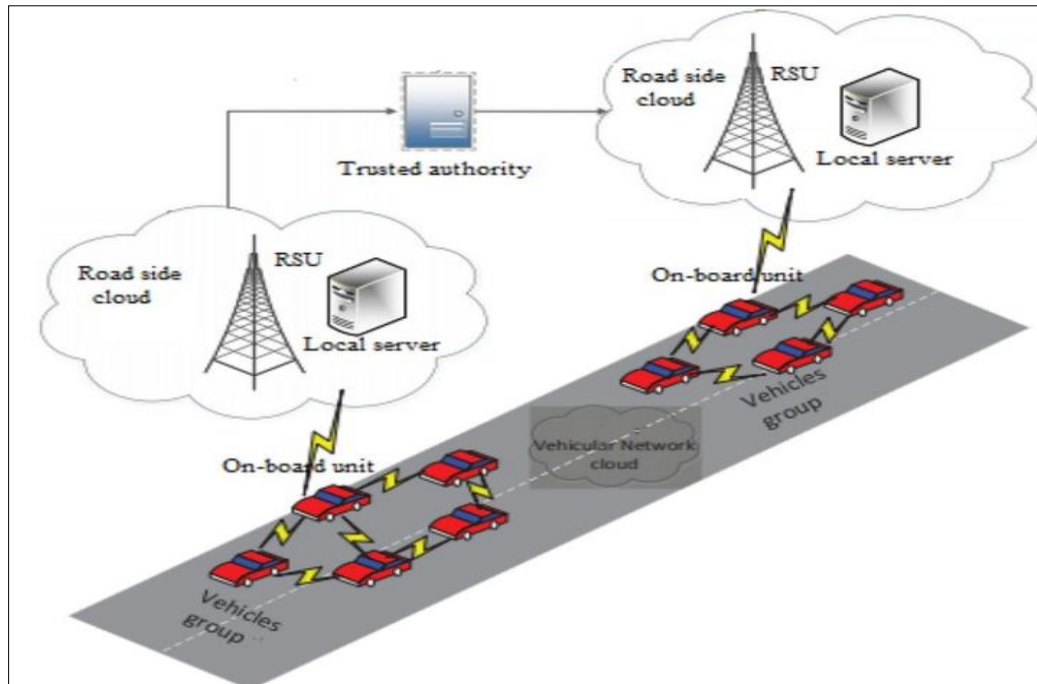 Road side
cloud
RSU
Local server
Trusted authority
Road side
cloud
RSU
Local server
On-board unit
Vehicles
group
Vehicular Network
cloud
On-board unit
Vehicles
group